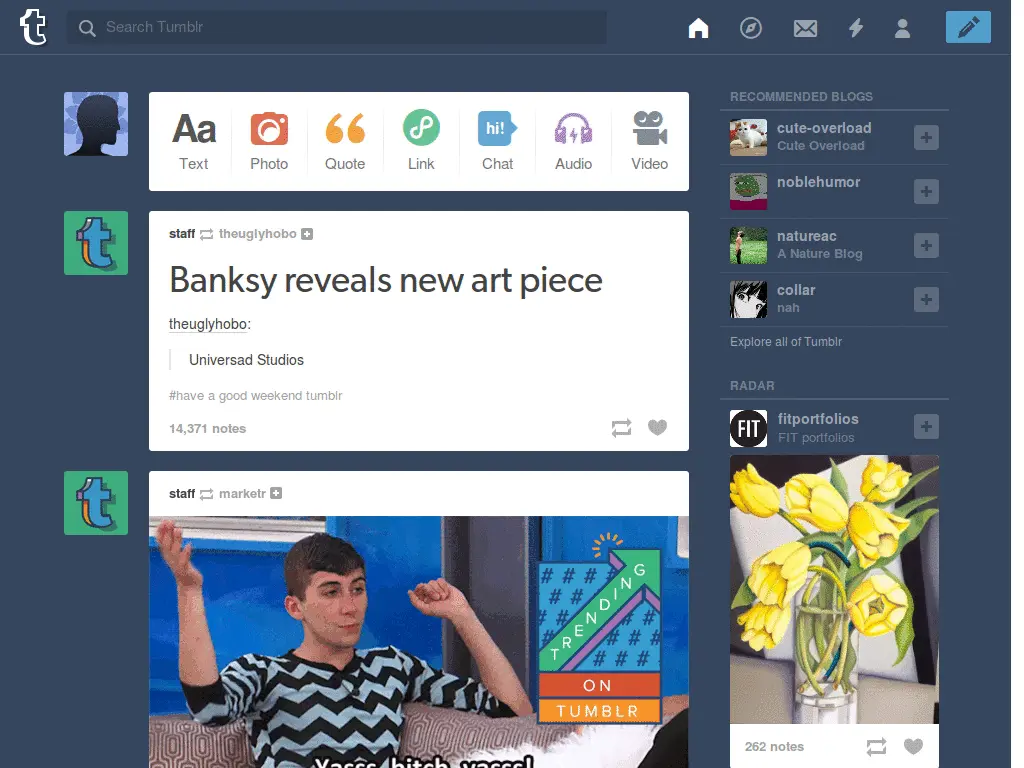 Search Tumblr
Aa
hi!
Text
Photo
Quote
Link
Chat
Audio
Video
staff theuglyhobo
Banksy reveals new art piece
theuglyhobo:
Universad Studios
#have a good weekend tumblr
14,371 notes
staff marketr
TRENDING
ON
TUMBLR
Yasss bitch yasss!
RECOMMENDED BLOGS
cute-overload
Cute Overload
noblehumor
natureac
A Nature Blog
collar
nah
Explore all of Tumblr
RADAR
FIT
fitportfolios
FIT portfolios
262 notes